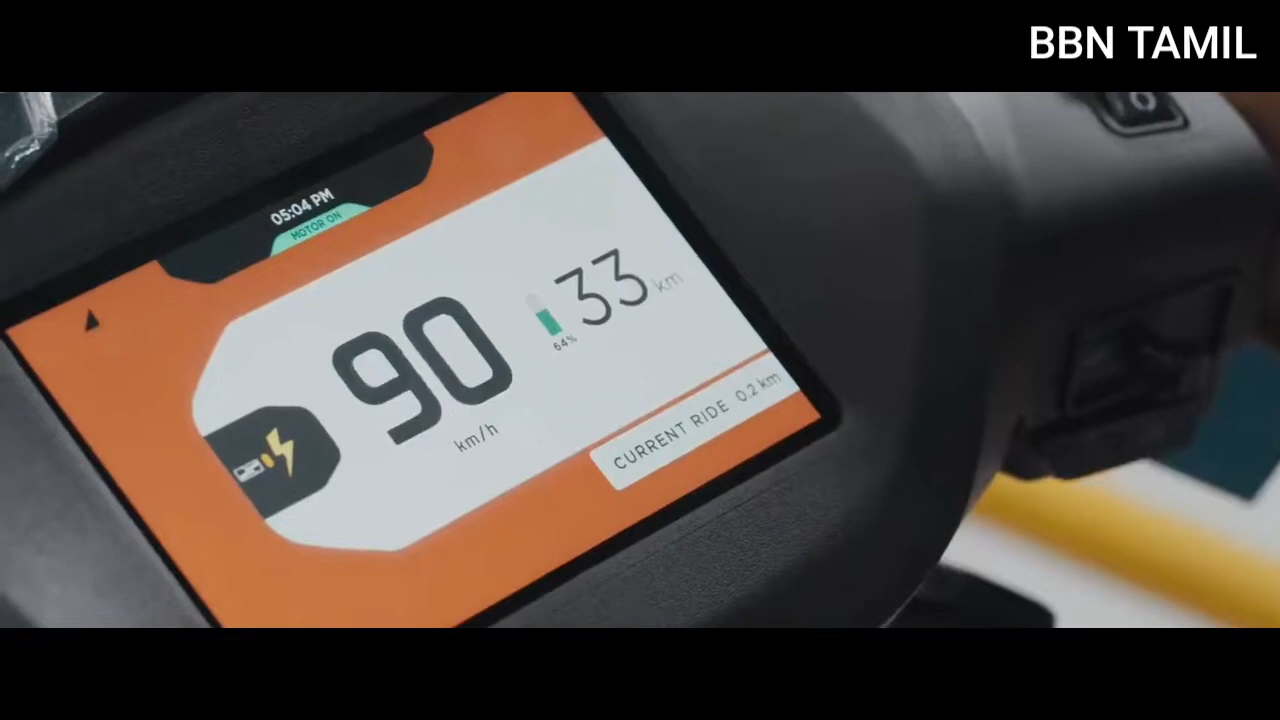 BBN TAMIL
05:04 PM
MOTOR ON
90
km/h
33 km
64%
CURRENT RIDE 0.2 km